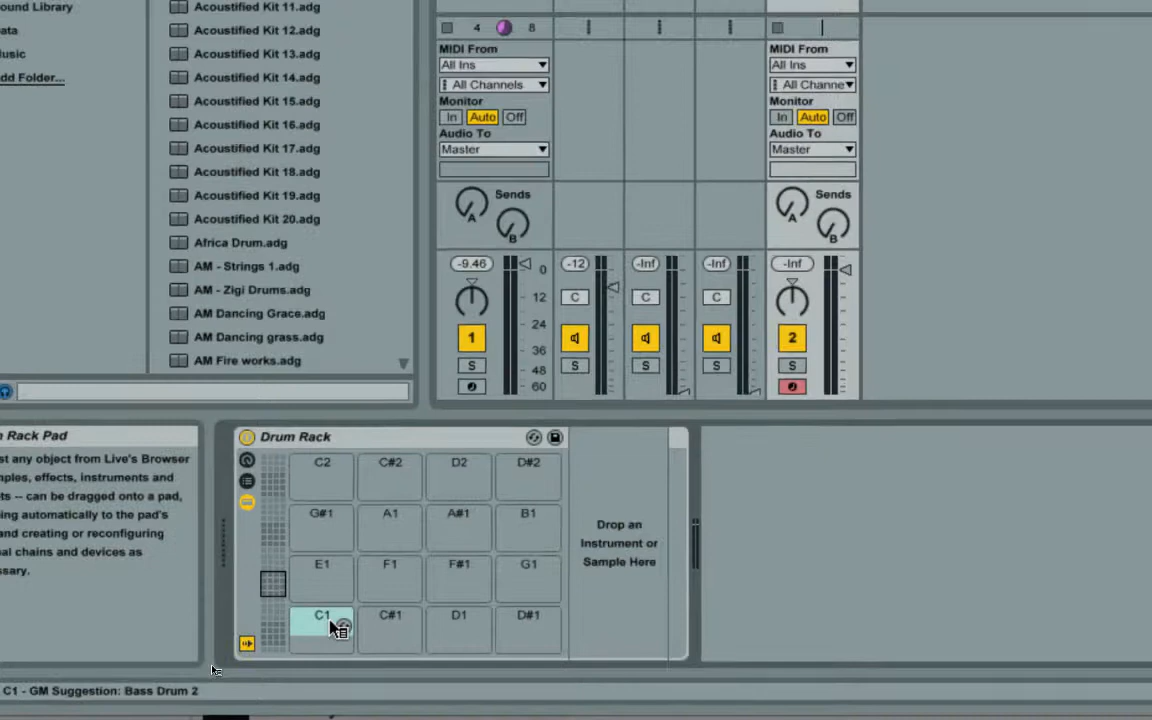 ound Library
ata
usic
dd Folder...
Acoustified Kit 11.adg
Acoustified Kit 12.adg
Acoustified Kit 13.adg
Acoustified Kit 14.adg
Acoustified Kit 15.adg
Acoustified Kit 16.adg
Acoustified Kit 17.adg
Acoustified Kit 18.adg
Acoustified Kit 19.adg
Acoustified Kit 20.adg
Africa Drum.adg
AM - Strings 1.adg
AM - Zigi Drums.adg
AM Dancing Grace.adg
AM Dancing grass.adg
AM Fire works.adg
4 8
MIDI From
All Ins
All Channels
Monitor
In Auto Off
Audio To
Master
Sends
A
B
-9.46
0
12
24
36
48
60
1
S
-12
C
S
-Inf
C
S
-Inf
C
S
MIDI From
All Ins
All Channe
Monitor
In Auto Off
Audio To
Master
Sends
A
B
-Inf
2
S
n Rack Pad
st any object from Live's Browser
nples, effects, instruments and
ts -- can be dragged onto a pad,
ing automatically to the pad's
and creating or reconfiguring
al chains and devices as
ssary.
Drum Rack
C2 C#2 D2 D#2
G#1 A1 A#1 B1
E1 F1 F#1 G1
C1 C#1 D1 D#1
Drop an
Instrument or
Sample Here
C1 - GM Suggestion: Bass Drum 2